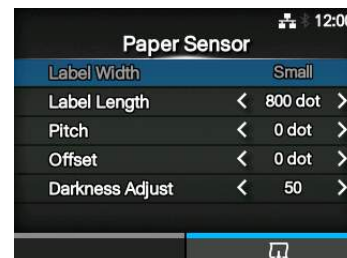 12:00
Paper Sensor
Label Width Small
Label Length < 800 dot >
Pitch < 0 dot >
Offset < 0 dot >
Darkness Adjust < 50 >